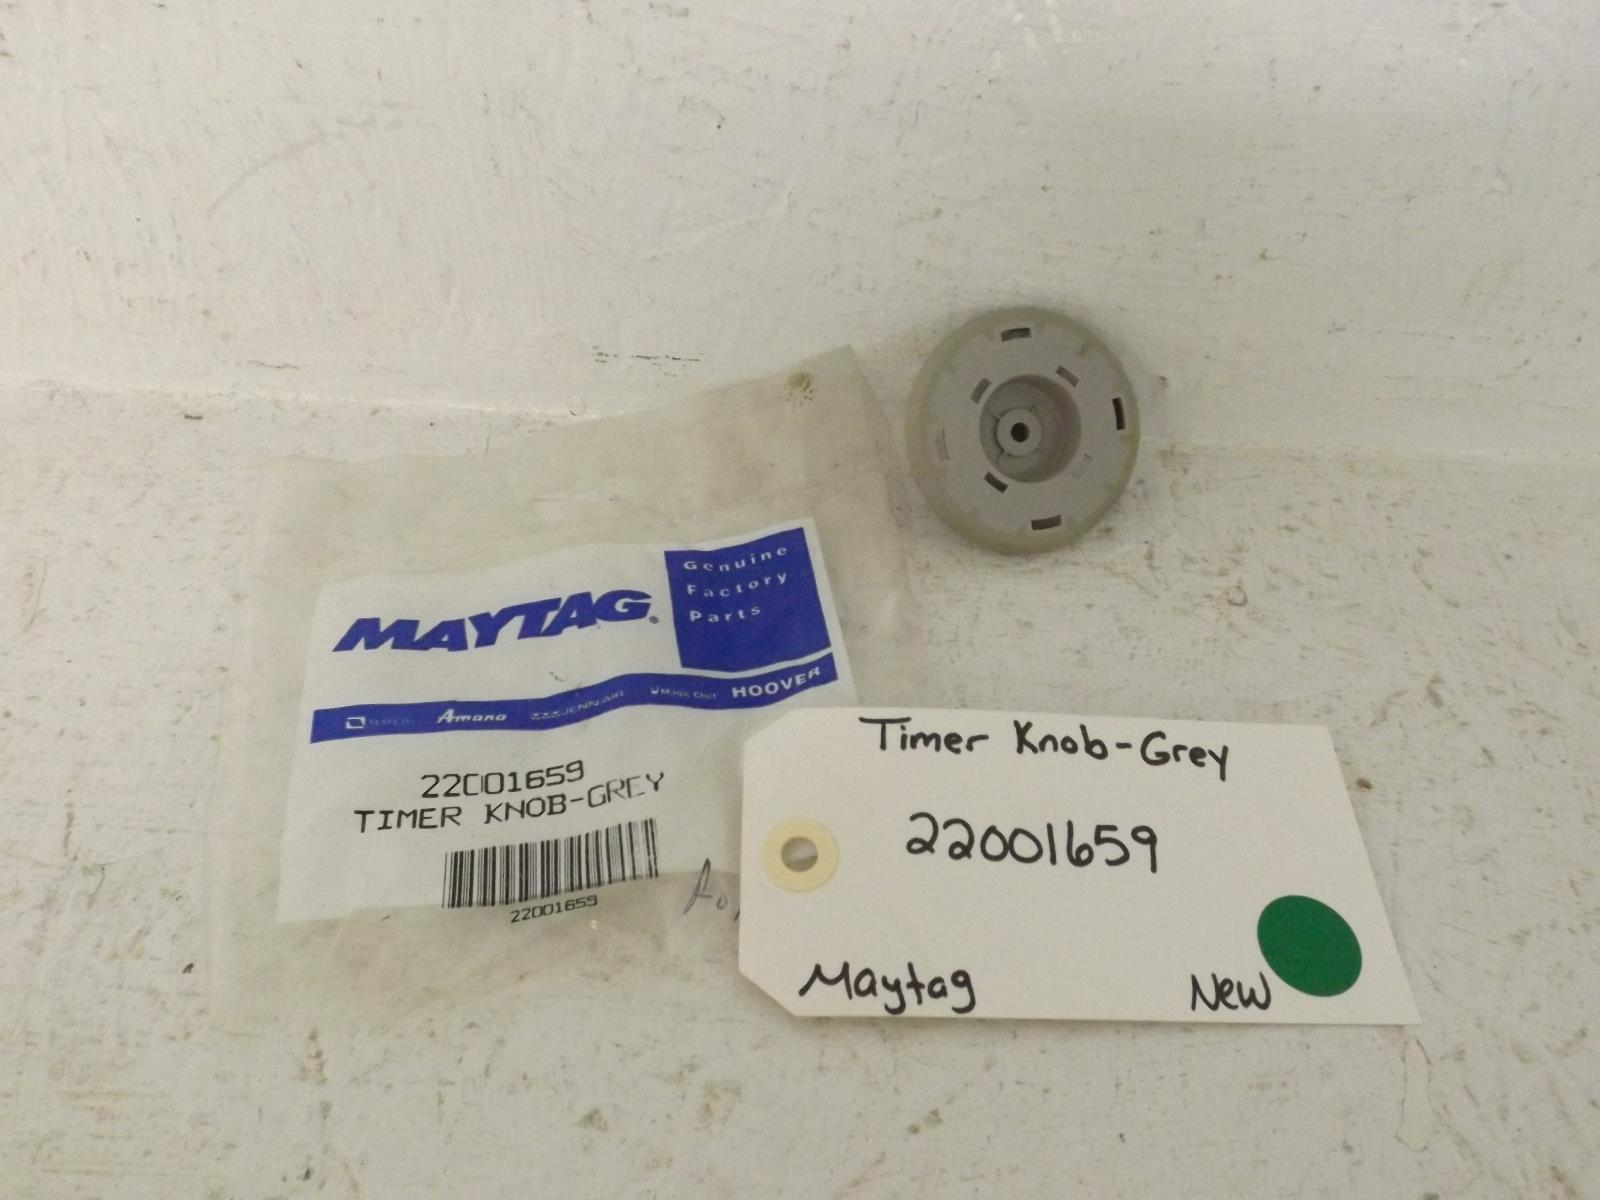 MAYTAG®
Genuine
Factory
Parts
Amana JENN-AIR Magic Chef HOOVER
22001659
TIMER KNOB-GREY
22001659
Timer Knob-Grey
22001659
Maytag New